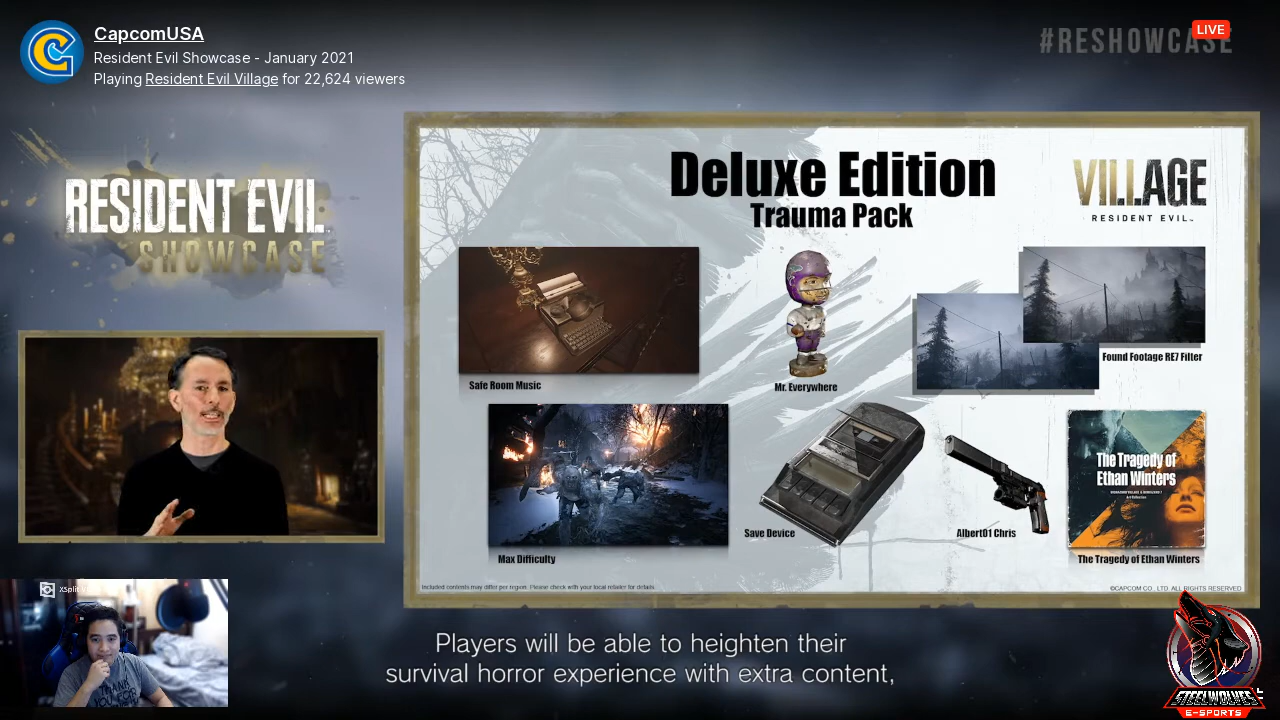 CapcomUSA
Resident Evil Showcase - January 2021
Playing Resident Evil Village for 22,624 viewers
#RESHOWCASE
LIVE
RESIDENT EVIL
SHOWCASE
Deluxe Edition
Trauma Pack
VILLAGE
RESIDENT EVIL™
Safe Room Music
Mr. Everywhere
Found Footage RE7 Filter
Max Difficulty
Save Device
Albert01 Chris
The Tragedy of
Ethan Winters
The Tragedy of Ethan Winters
Included contents may differ per region. Please check with your local retailer for details.
©CAPCOM CO., LTD. ALL RIGHTS RESERVED.
XSplit
THANK
Players will be able to heighten their
survival horror experience with extra content,
STEELWOLVES
E-SPORTS